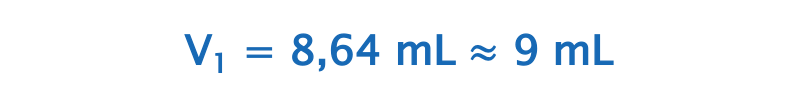 V₁ = 8,64 mL ≈ 9 mL